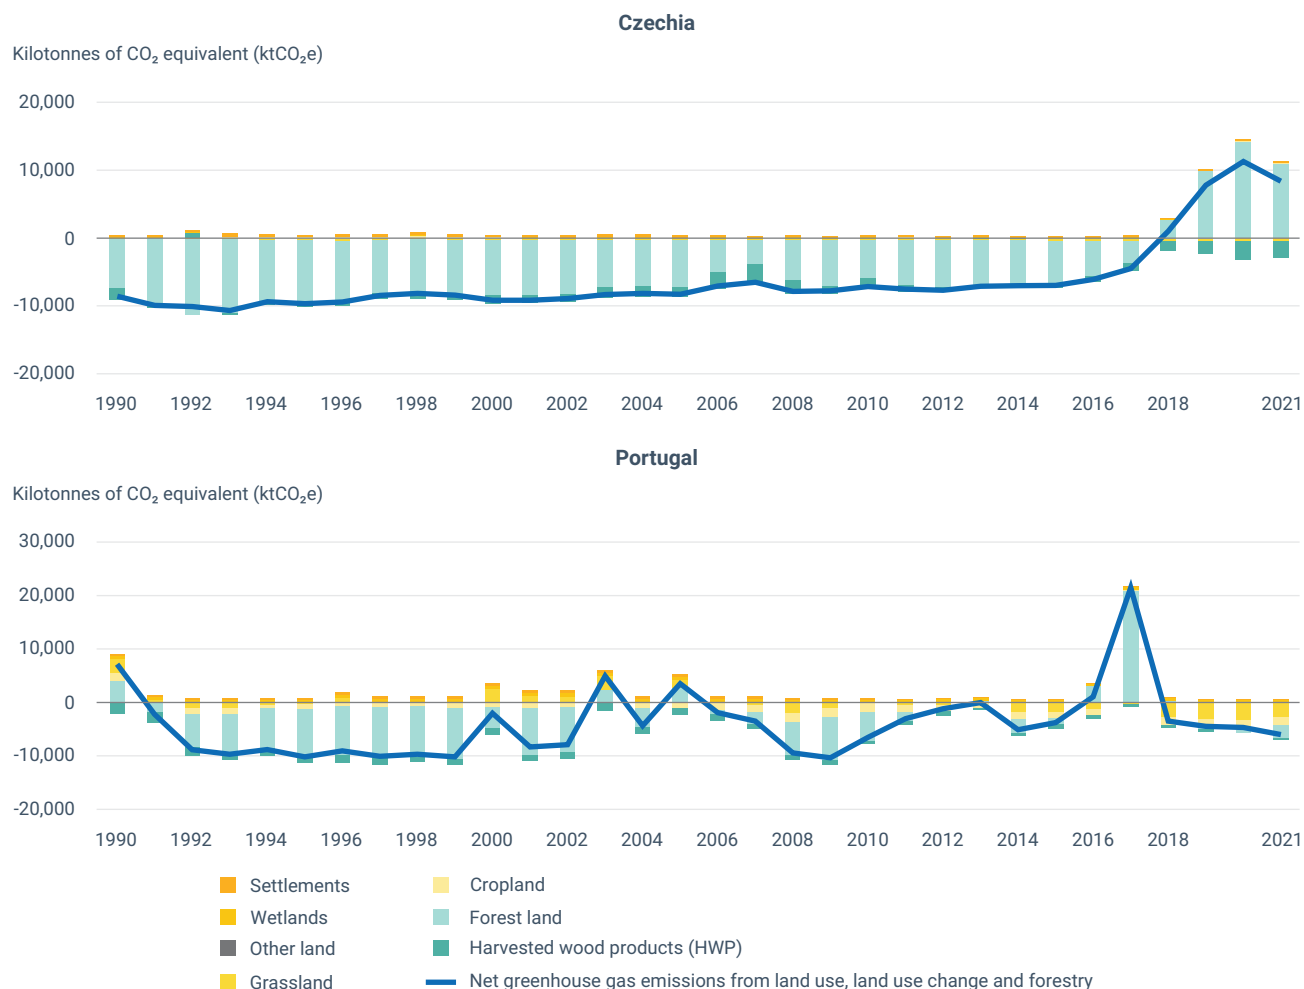 Czechia
Kilotonnes of CO₂ equivalent (ktCO₂e)
20,000
10,000
0
-10,000
-20,000
1990 1992 1994 1996 1998 2000 2002 2004 2006 2008 2010 2012 2014 2016 2018 2021
Portugal
Kilotonnes of CO₂ equivalent (ktCO₂e)
30,000
20,000
10,000
0
-10,000
-20,000
1990 1992 1994 1996 1998 2000 2002 2004 2006 2008 2010 2012 2014 2016 2018 2021
Settlements
Wetlands
Other land
Grassland
Cropland
Forest land
Harvested wood products (HWP)
Net greenhouse gas emissions from land use, land use change and forestry